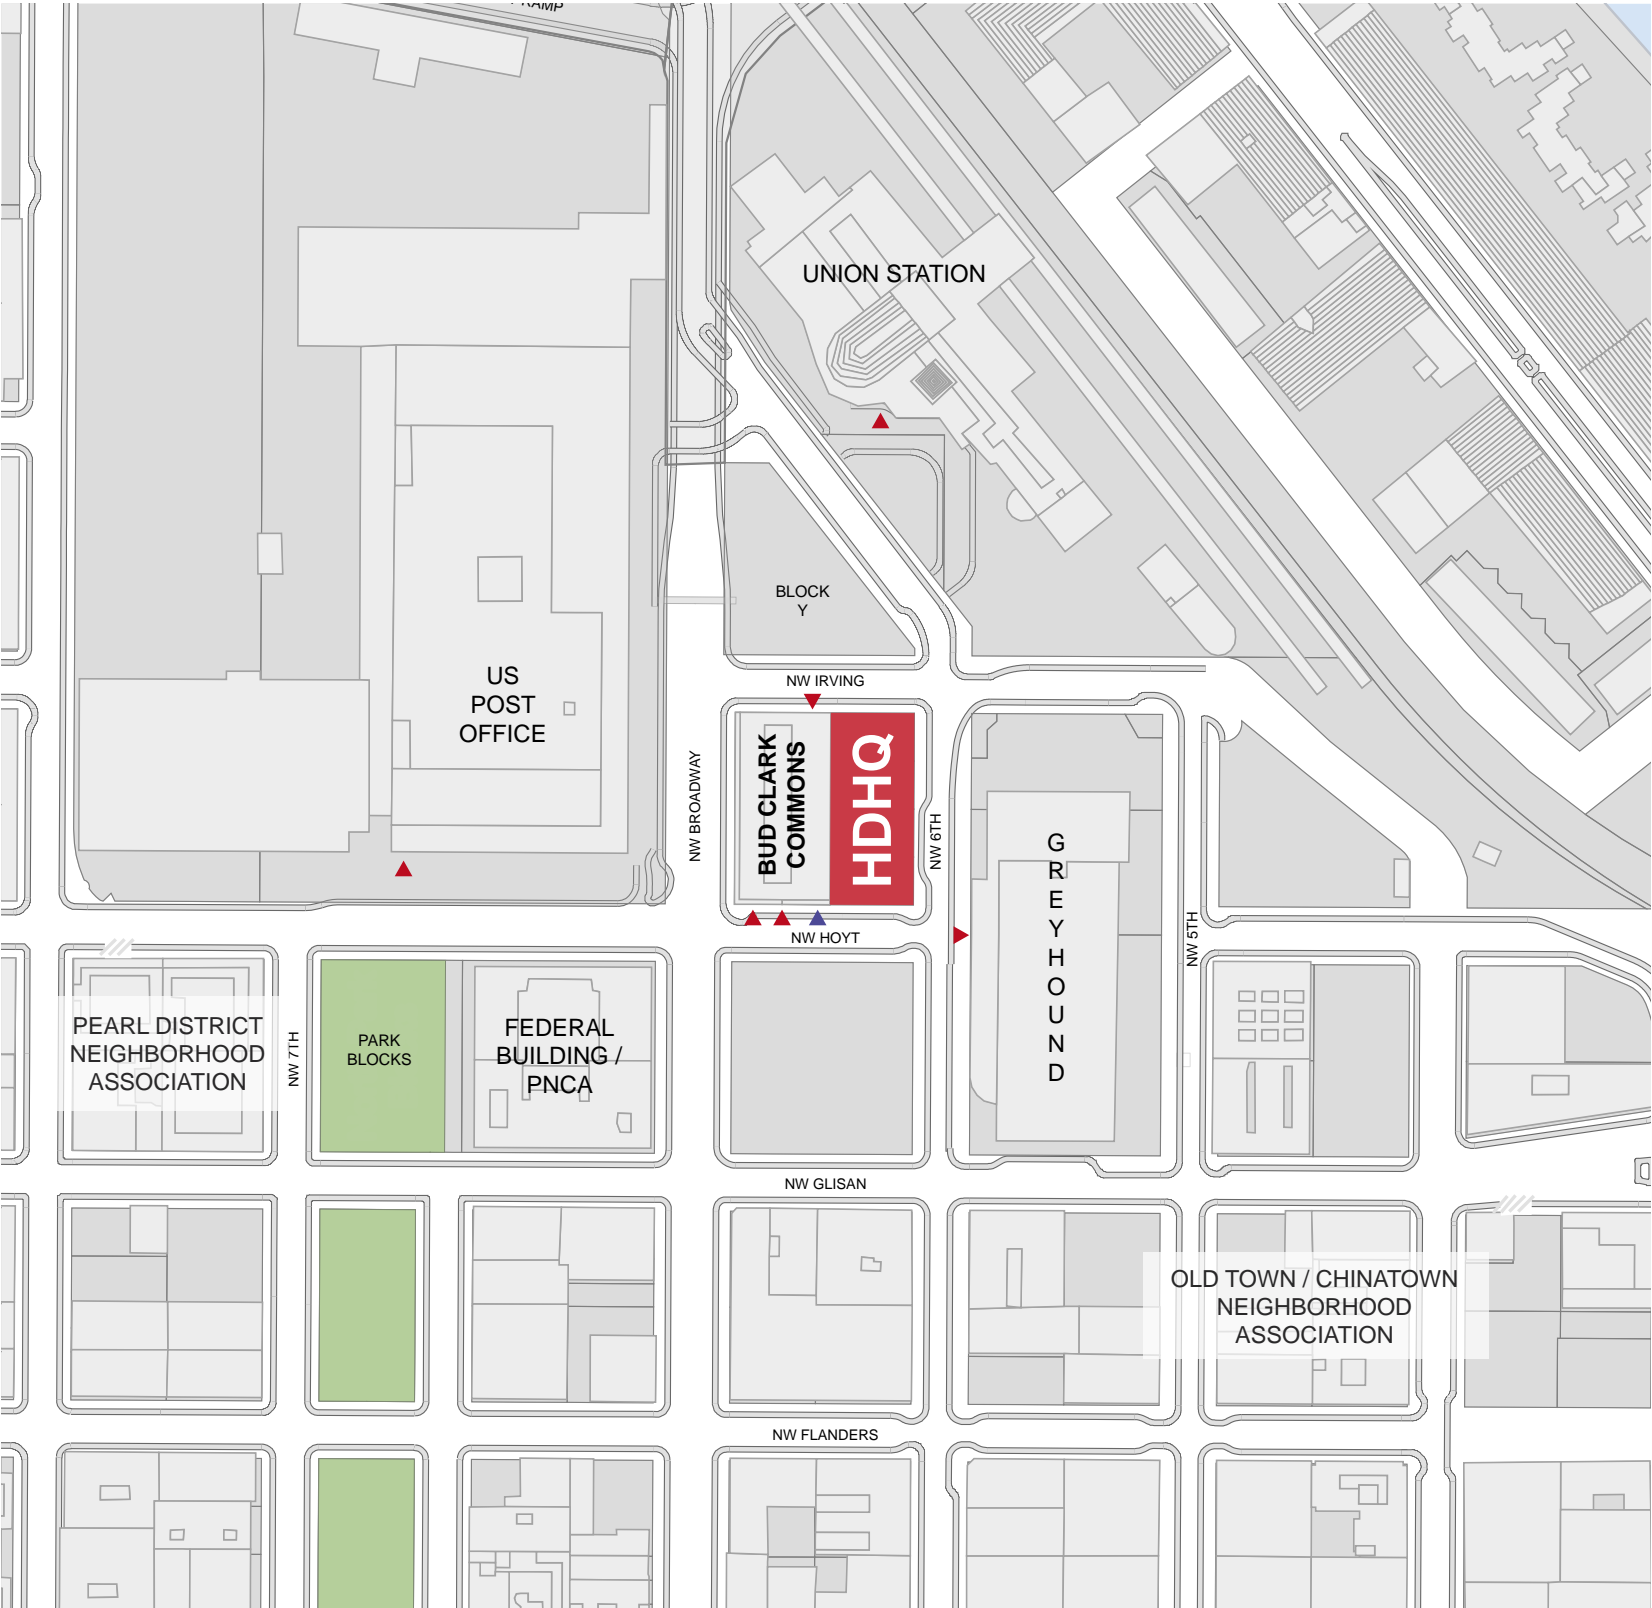 RAMP
UNION STATION
BLOCK
Y
US
POST
OFFICE
NW IRVING
NW BROADWAY
BUD CLARK
COMMONS
HDHQ
NW 6TH
GREYHOUND
NW 5TH
NW HOYT
PEARL DISTRICT
NEIGHBORHOOD
ASSOCIATION
NW 7TH
PARK
BLOCKS
FEDERAL
BUILDING /
PNCA
NW GLISAN
OLD TOWN / CHINATOWN
NEIGHBORHOOD
ASSOCIATION
NW FLANDERS